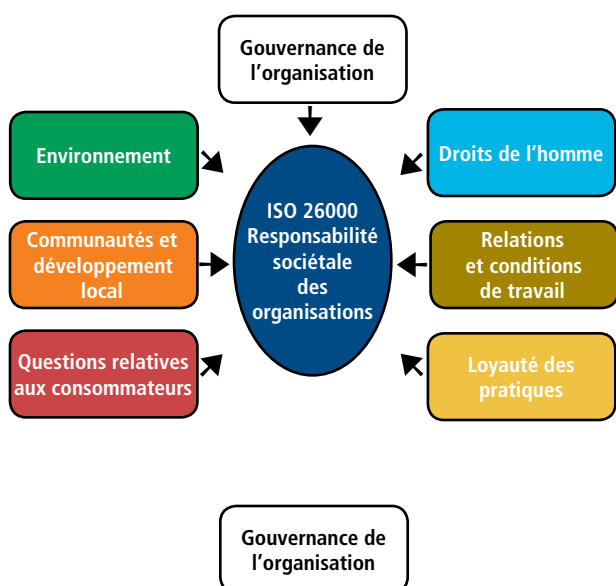 Gouvernance de
l'organisation
Environnement
Droits de l'homme
ISO 26000
Responsabilité
sociétale
des
organisations
Communautés et
développement
local
Relations
et conditions
de travail
Questions relatives
aux consommateurs
Loyauté des
pratiques
Gouvernance de
l'organisation